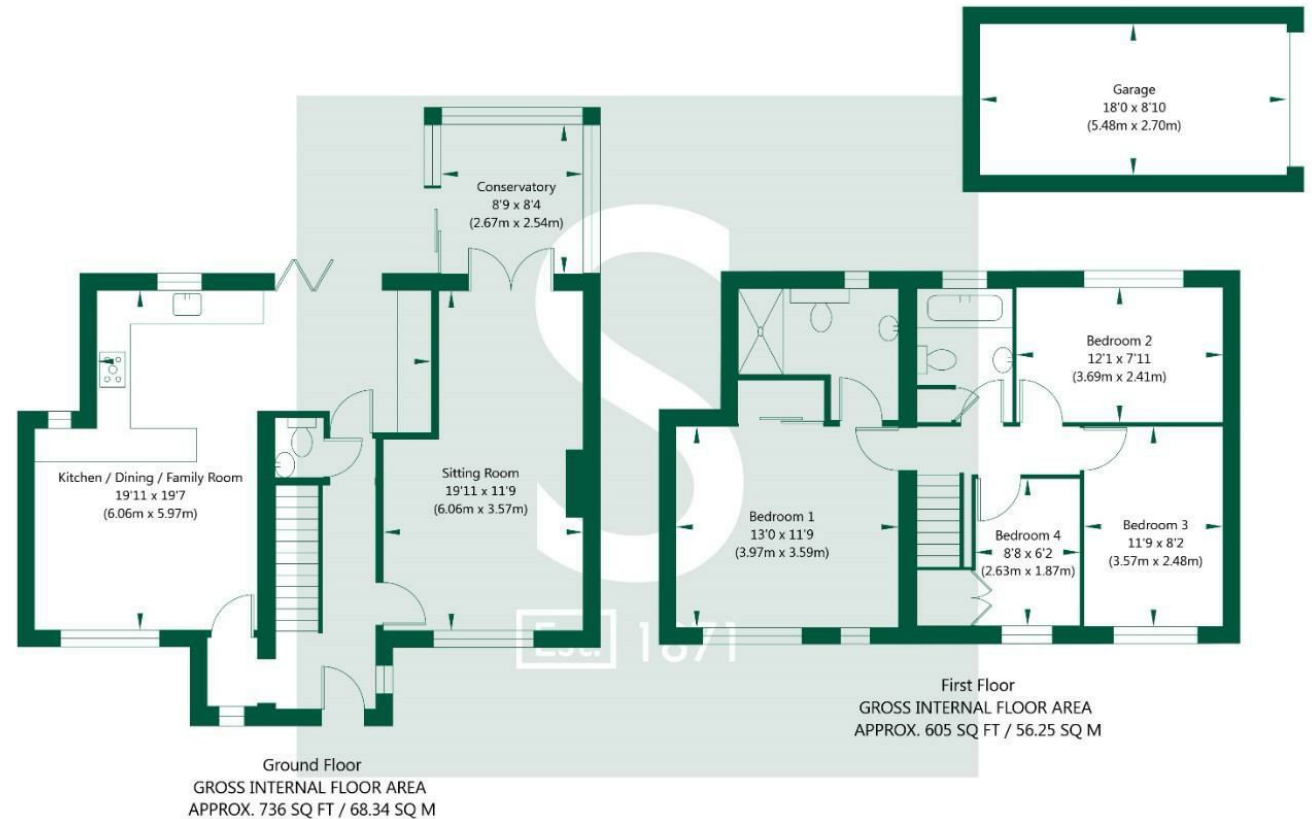 Garage
18'0 x 8'10
(5.48m x 2.70m)
Conservatory
8'9 x 8'4
(2.67m x 2.54m)
Kitchen / Dining / Family Room
19'11 x 19'7
(6.06m x 5.97m)
Sitting Room
19'11 x 11'9
(6.06m x 3.57m)
Bedroom 1
13'0 x 11'9
(3.97m x 3.59m)
Bedroom 2
12'1 x 7'11
(3.69m x 2.41m)
Bedroom 4
8'8 x 6'2
(2.63m x 1.87m)
Bedroom 3
11'9 x 8'2
(3.57m x 2.48m)
S
Est. 1871
Ground Floor
GROSS INTERNAL FLOOR AREA
APPROX. 736 SQ FT / 68.34 SQ M
First Floor
GROSS INTERNAL FLOOR AREA
APPROX. 605 SQ FT / 56.25 SQ M